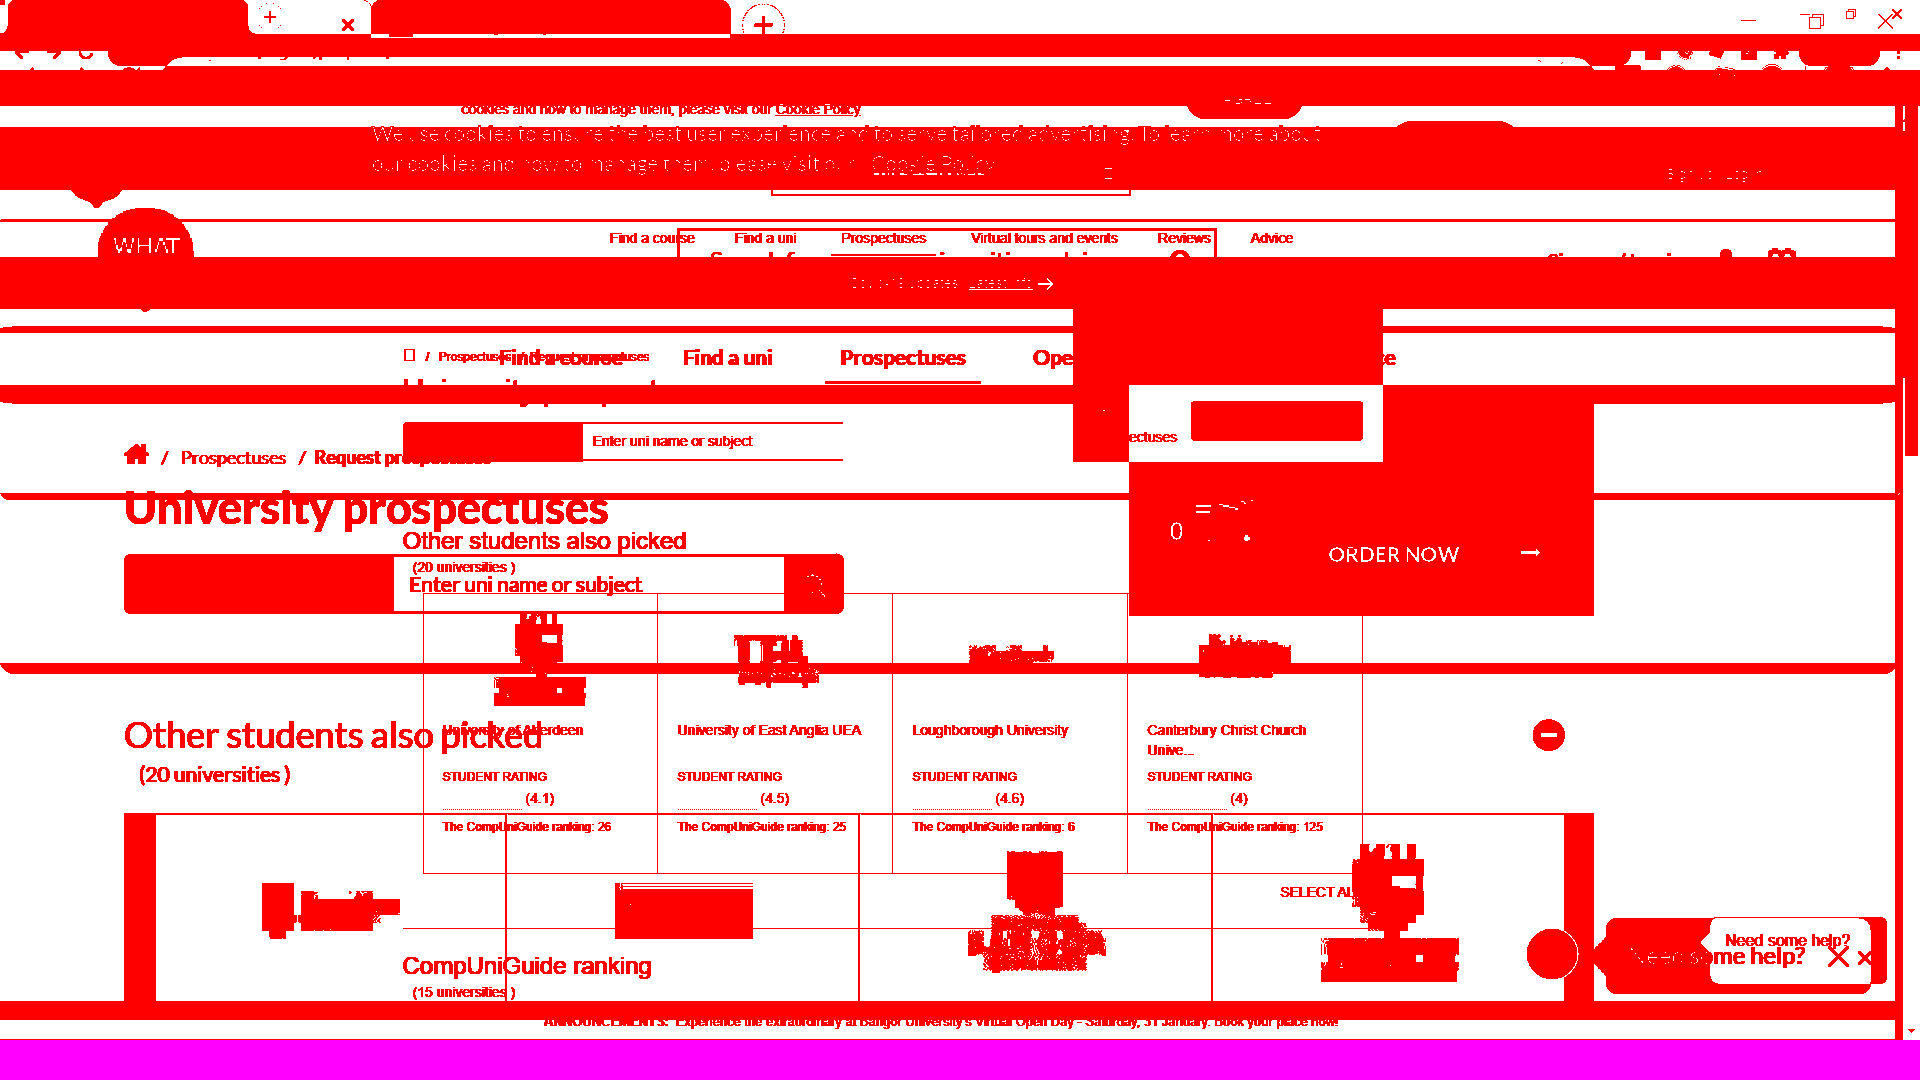 cookies and how to manage them, please visit our Cookie Policy
We use cookies to ensure the best user experience and to serve tailored advertising. To learn more about
our cookies and how to manage them please visit our Cookie Policy
WHAT
Find a course Find a uni Prospectuses Virtual tours and events Reviews Advice
Latest info →
/ Prospectuses
Find a course Find a uni Prospectuses Ope ce
Enter uni name or subject
ectuses
/ Prospectuses / Request prospectuses
University prospectuses
0
ORDER NOW →
Other students also picked
(20 universities )
Enter uni name or subject
Other students also picked
(20 universities )
University of Aberdeen
University of East Anglia UEA
Loughborough University
Canterbury Christ Church
Unive...
STUDENT RATING STUDENT RATING STUDENT RATING STUDENT RATING
(4.1) (4.5) (4.6) (4)
The CompUniGuide ranking: 26 The CompUniGuide ranking: 25 The CompUniGuide ranking: 6 The CompUniGuide ranking: 125
SELECT AL
CompUniGuide ranking
(15 universities )
Need some help?
Need some help?
ANNOUNCEMENTS: Experience the extraordinary at Bangor University's Virtual Open Day - Saturday, 31 January. Book your place now!